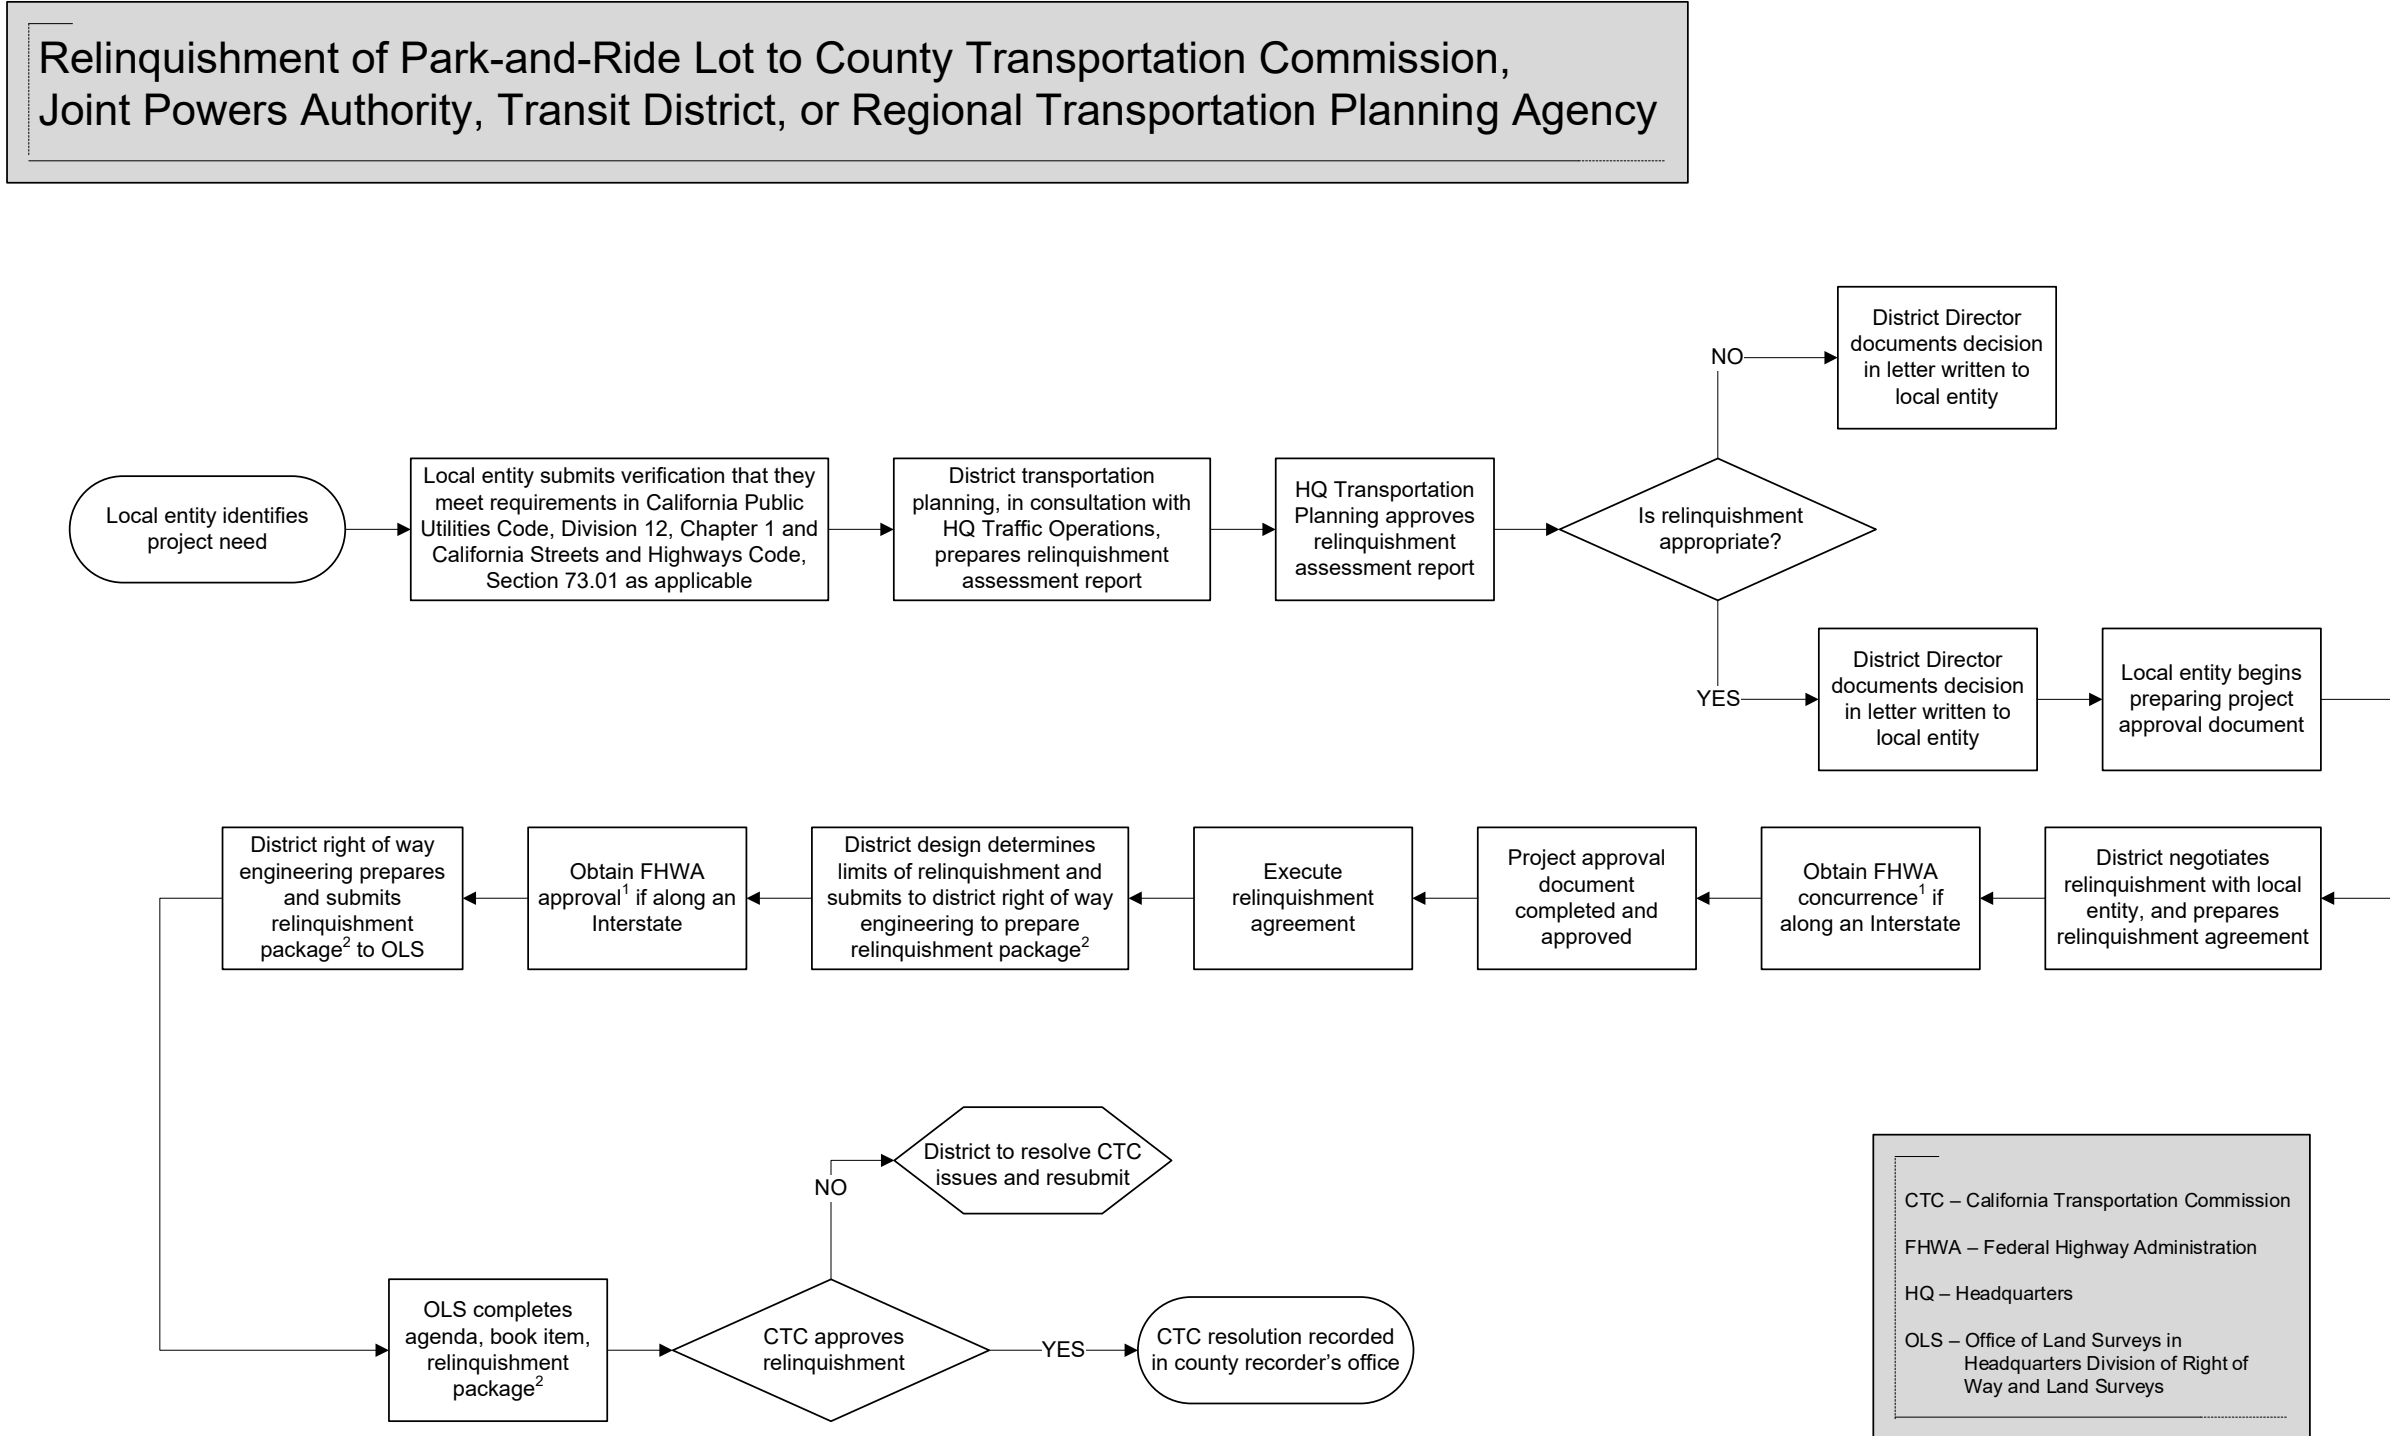 Relinquishment of Park-and-Ride Lot to County Transportation Commission,
Joint Powers Authority, Transit District, or Regional Transportation Planning Agency
District Director
documents decision
in letter written to
local entity
NO
Local entity identifies
project need
Local entity submits verification that they
meet requirements in California Public
Utilities Code, Division 12, Chapter 1 and
California Streets and Highways Code,
Section 73.01 as applicable
District transportation
planning, in consultation with
HQ Traffic Operations,
prepares relinquishment
assessment report
HQ Transportation
Planning approves
relinquishment
assessment report
Is relinquishment
appropriate?
YES
District Director
documents decision
in letter written to
local entity
Local entity begins
preparing project
approval document
District negotiates
relinquishment with local
entity, and prepares
relinquishment agreement
Obtain FHWA
concurrence1 if
along an Interstate
Project approval
document
completed and
approved
Execute
relinquishment
agreement
District design determines
limits of relinquishment and
submits to district right of way
engineering to prepare
relinquishment package2
Obtain FHWA
approval1 if along an
Interstate
District right of way
engineering prepares
and submits
relinquishment
package2 to OLS
OLS completes
agenda, book item,
relinquishment
package2
CTC approves
relinquishment
NO
District to resolve CTC
issues and resubmit
YES
CTC resolution recorded
in county recorder’s office
CTC – California Transportation Commission
FHWA – Federal Highway Administration
HQ – Headquarters
OLS – Office of Land Surveys in
Headquarters Division of Right of
Way and Land Surveys